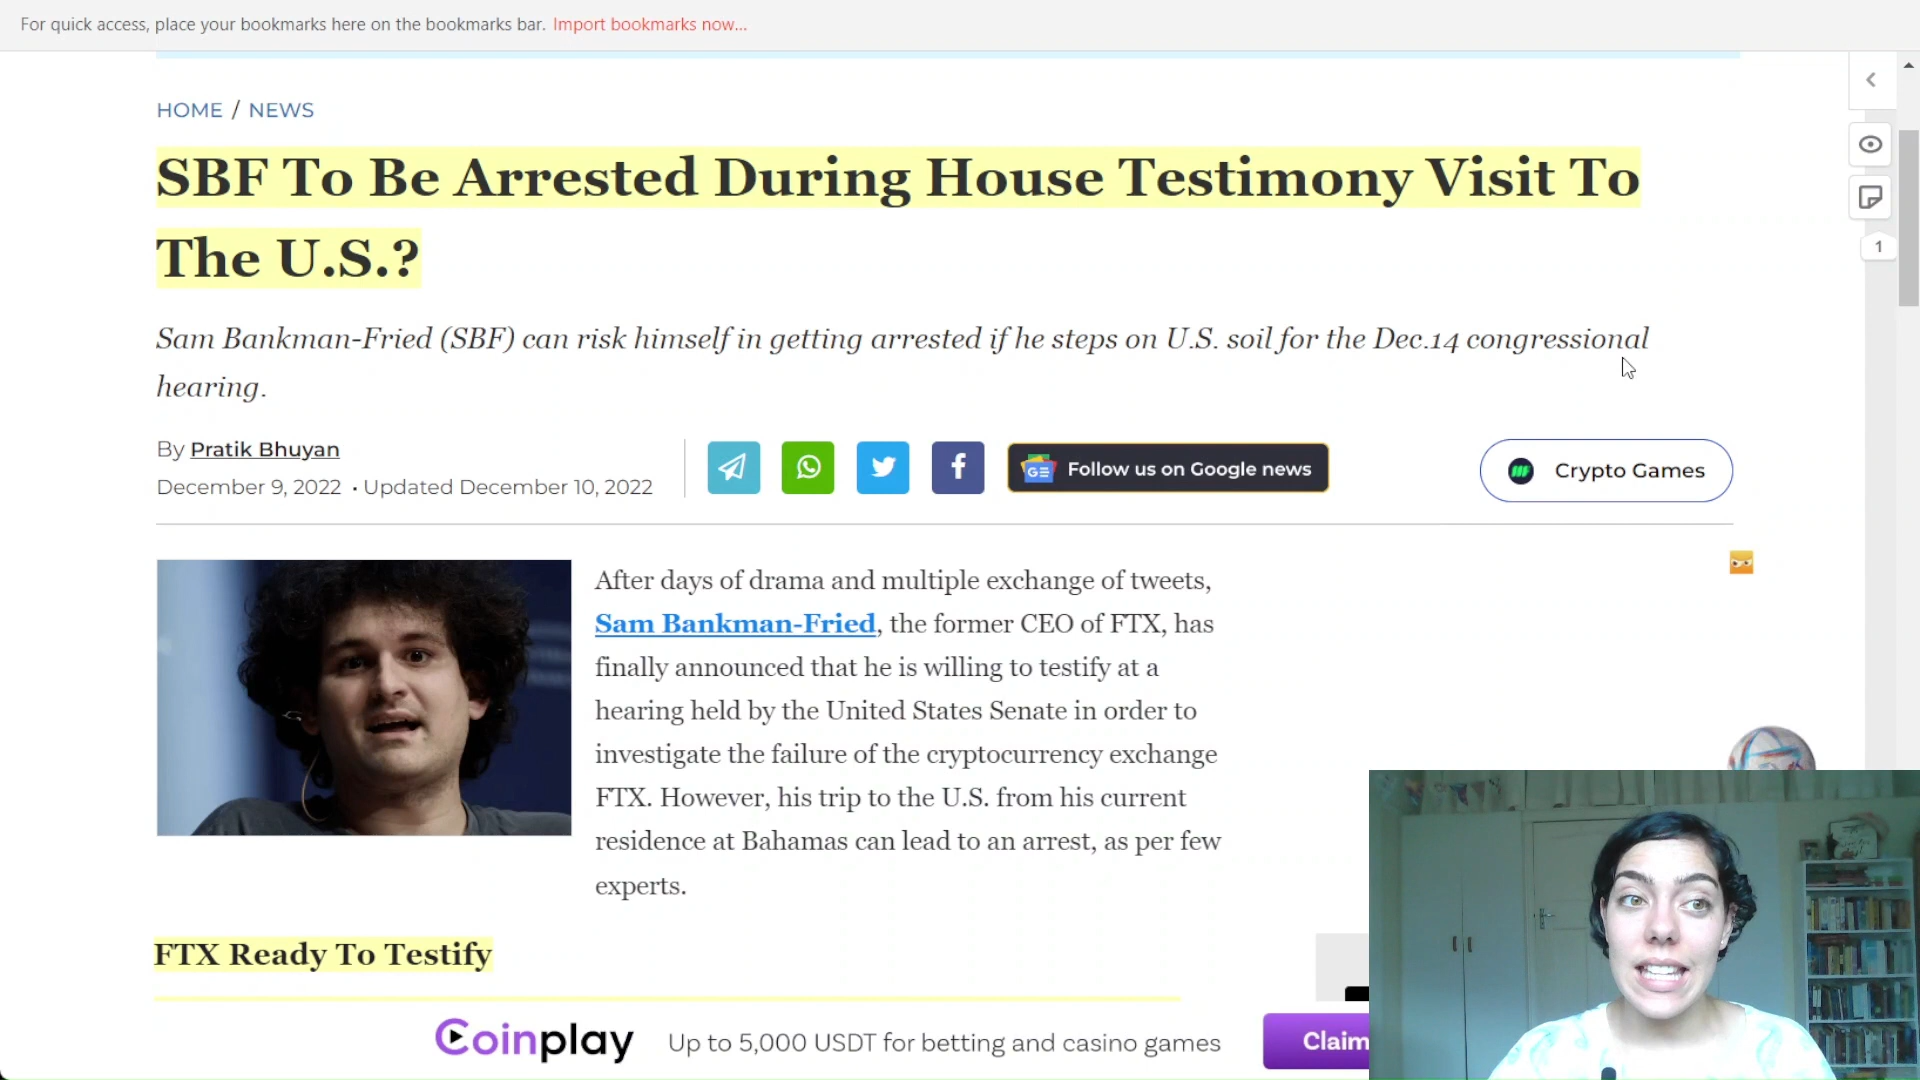 For quick access, place your bookmarks here on the bookmarks bar. Import bookmarks now...
HOME / NEWS
SBF To Be Arrested During House Testimony Visit To
The U.S.?
Sam Bankman-Fried (SBF) can risk himself in getting arrested if he steps on U.S. soil for the Dec.14 congressional
hearing.
By Pratik Bhuyan
December 9, 2022 • Updated December 10, 2022
GE Follow us on Google news
Crypto Games
1
After days of drama and multiple exchange of tweets,
Sam Bankman-Fried, the former CEO of FTX, has
finally announced that he is willing to testify at a
hearing held by the United States Senate in order to
investigate the failure of the cryptocurrency exchange
FTX. However, his trip to the U.S. from his current
residence at Bahamas can lead to an arrest, as per few
experts.
FTX Ready To Testify
Coinplay Up to 5,000 USDT for betting and casino games Claim